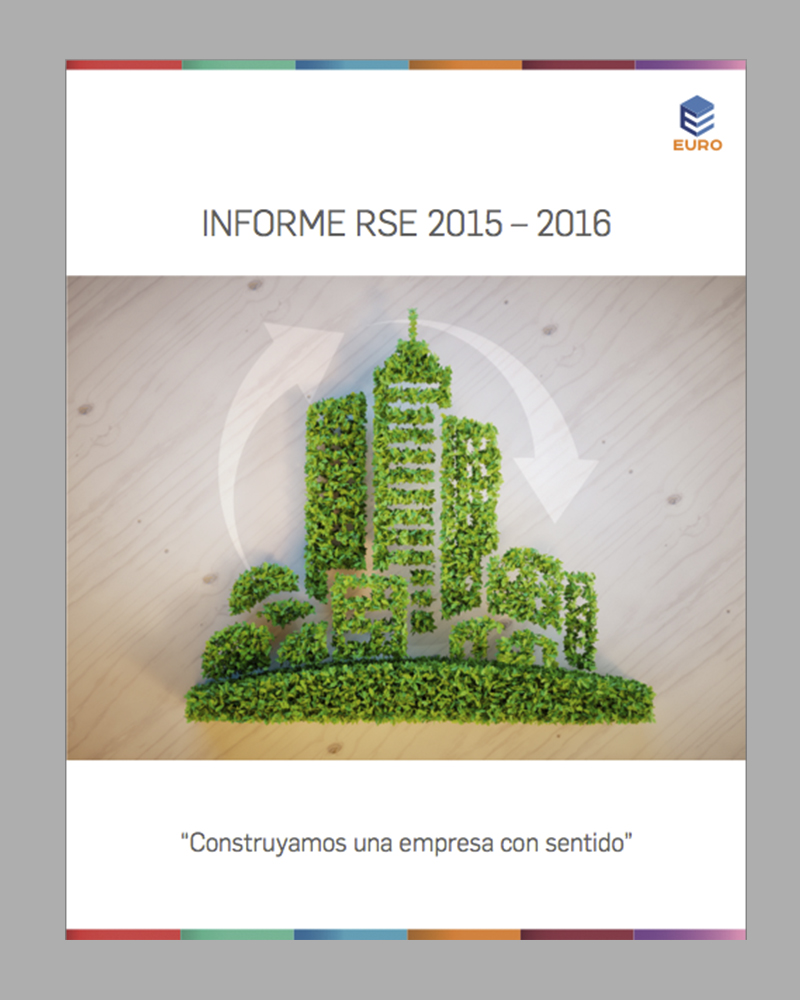 EURO
INFORME RSE 2015 – 2016
"Construyamos una empresa con sentido"